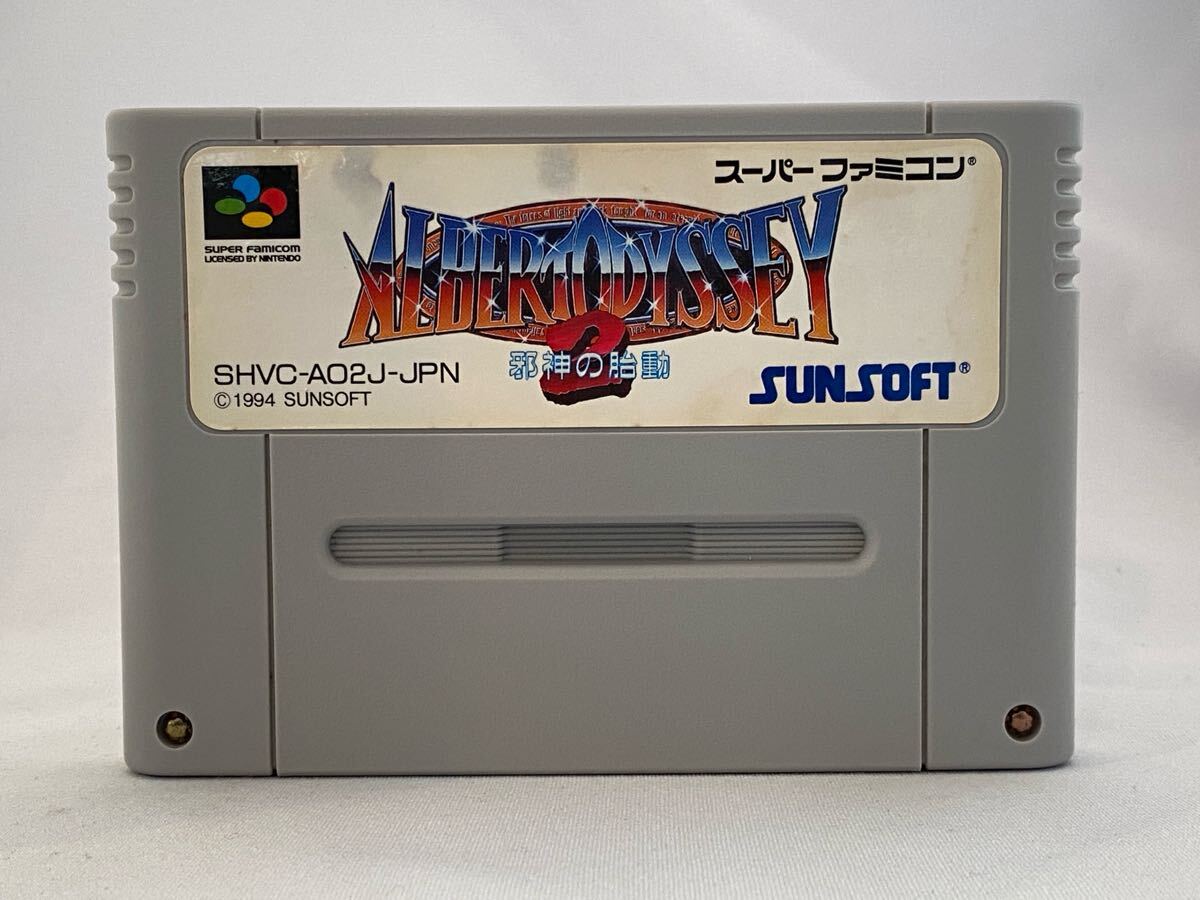 スーパーファミコン®
SUPER FAMICOM
LICENSED BY NINTENDO
ALBERT ODYSSEY
2
邪神の胎動
SHVC-A02J-JPN
©1994 SUNSOFT
SUNSOFT®